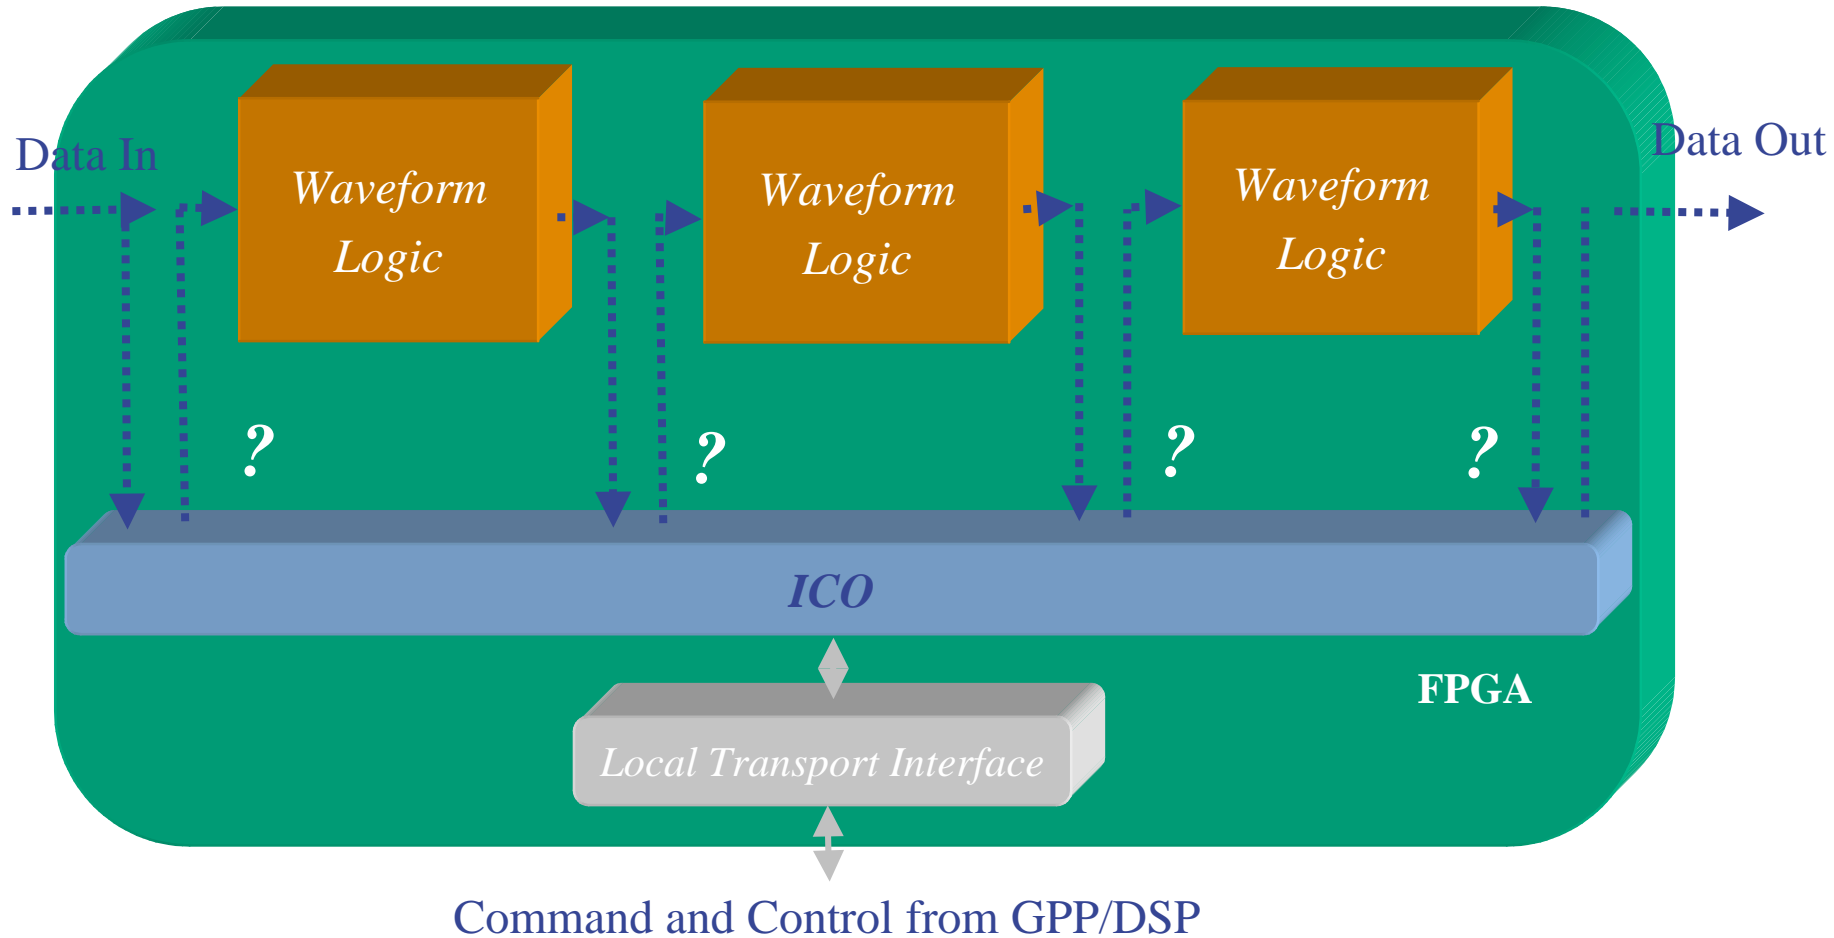 Data In
Data Out
Waveform
Logic
Waveform
Logic
Waveform
Logic
?
?
?
?
ICO
FPGA
Local Transport Interface
Command and Control from GPP/DSP